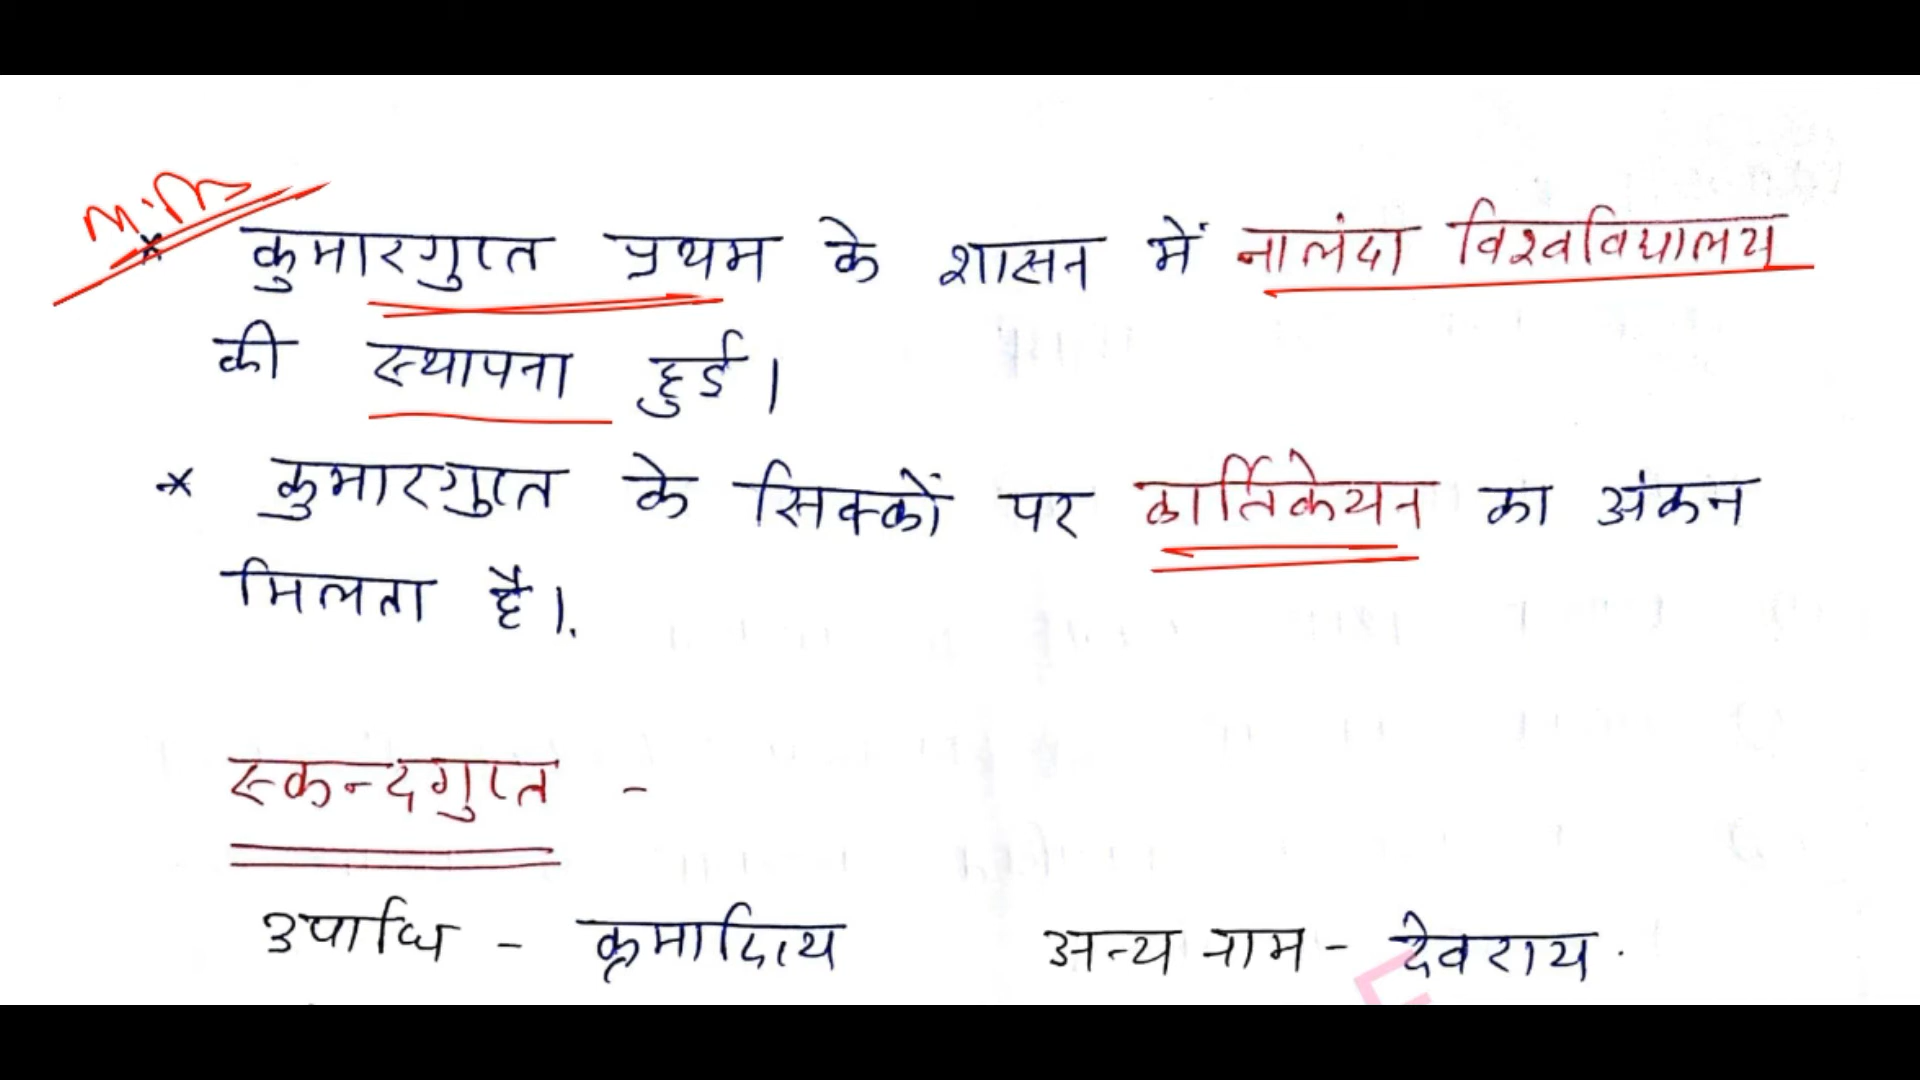 M.M
* कुमारगुप्त प्रथम के शासन में नालंदा विश्वविद्यालय
की स्थापना हुई।
* कुमारगुप्त के सिक्कों पर कार्तिकेयन का अंकन
मिलता है।.
स्कन्दगुप्त -
उपाधि - क्रमादित्य अन्य नाम - देवराय .